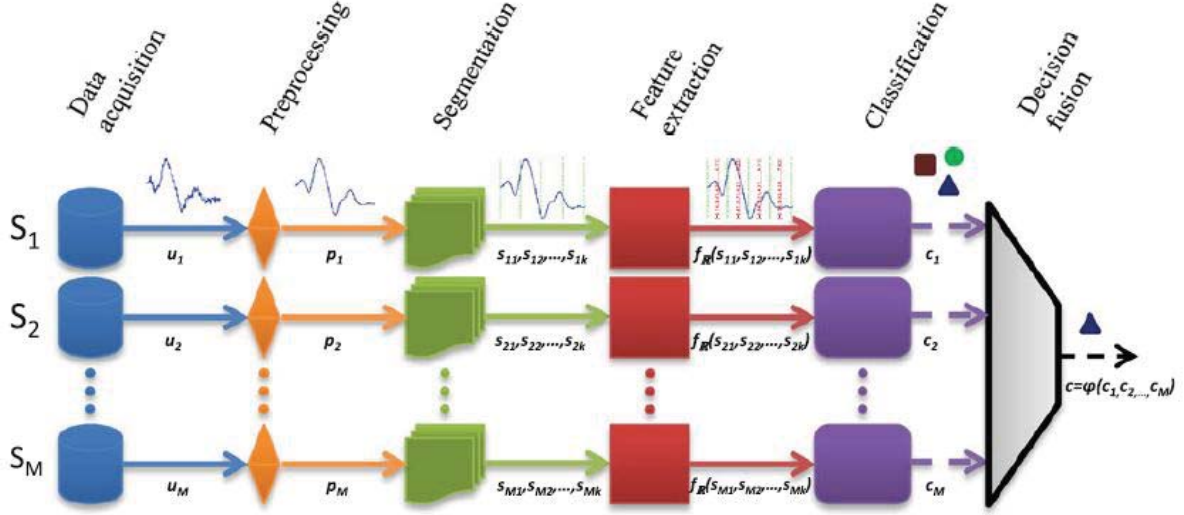 Data
acquisition
Preprocessing
Segmentation
Feature
extraction
Classification
Decision
fusion
S1
u1
p1
s11,s12,...,s1k
fR(s11,s12,...,s1k)
c1
S2
u2
p2
s21,s22,...,s2k
fR(s21,s22,...,s2k)
c2
c=φ(c1,c2,...,cM)
SM
uM
pM
sM1,sM2,...,sMk
fR(sM1,sM2,...,sMk)
cM